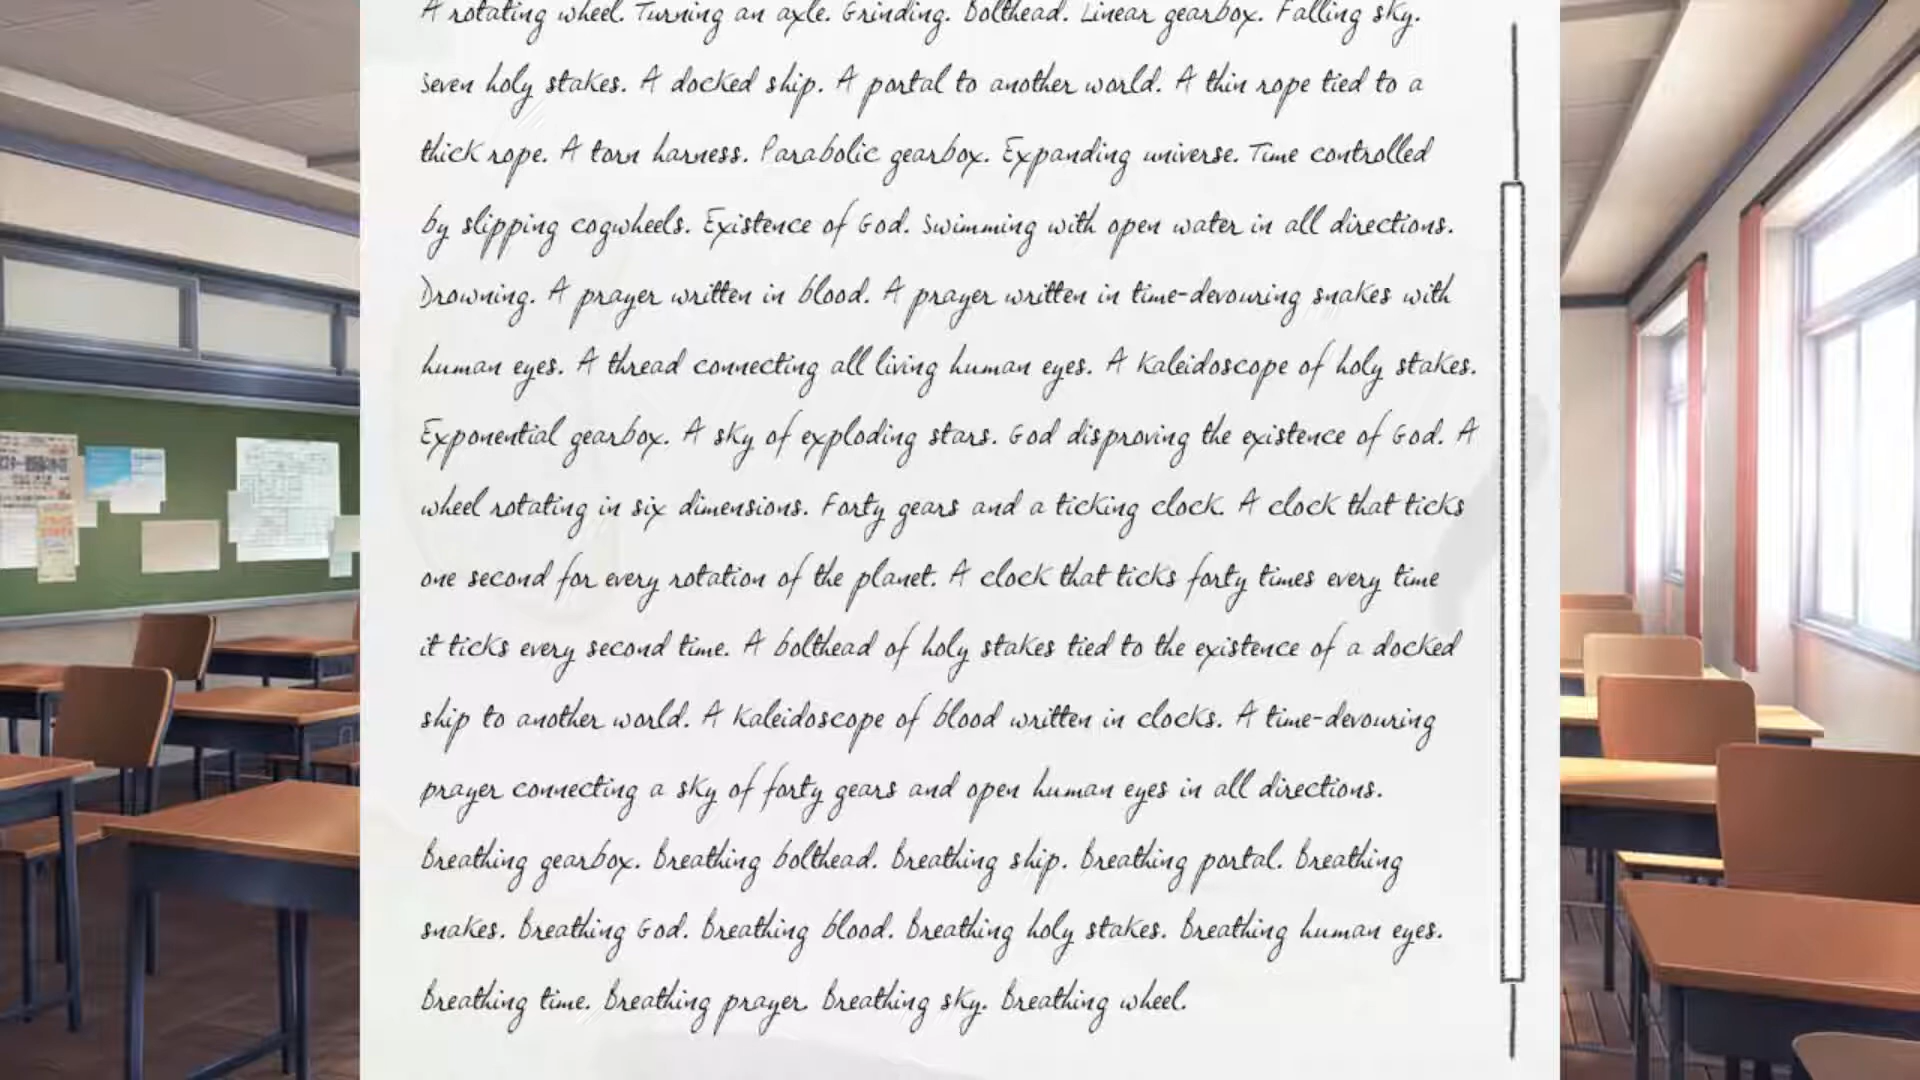 A rotating wheel. Turning an axle. Grinding. Bolthead. Linear gearbox. Falling sky.
Seven holy stakes. A docked ship. A portal to another world. A thin rope tied to a
thick rope. A torn harness. Parabolic gearbox. Expanding universe. Time controlled
by slipping cogwheels. Existence of God. Swimming with open water in all directions.
Drowning. A prayer written in blood. A prayer written in time-devouring snakes with
human eyes. A thread connecting all living human eyes. A kaleidoscope of holy stakes.
Exponential gearbox. A sky of exploding stars. God disproving the existence of God. A
wheel rotating in six dimensions. Forty gears and a ticking clock. A clock that ticks
one second for every rotation of the planet. A clock that ticks forty times every time
it ticks every second time. A bolthead of holy stakes tied to the existence of a docked
ship to another world. A kaleidoscope of blood written in clocks. A time-devouring
prayer connecting a sky of forty gears and open human eyes in all directions.
Breathing gearbox. Breathing bolthead. Breathing ship. Breathing portal. Breathing
snakes. Breathing God. Breathing blood. Breathing holy stakes. Breathing human eyes.
Breathing time. Breathing prayer. Breathing sky. Breathing wheel.